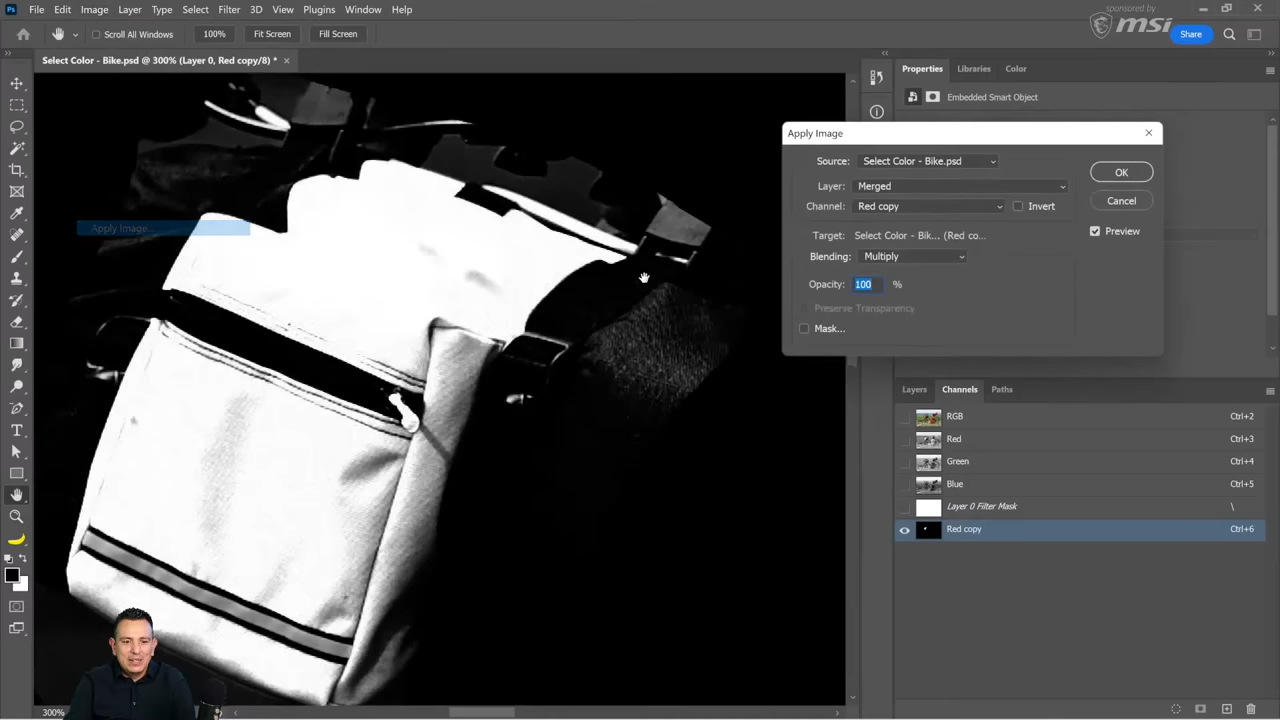 Ps File Edit Image Layer Type Select Filter 3D View Plugins Window Help
sponsored by
msi
Scroll All Windows 100% Fit Screen Fill Screen Share
Select Color - Bike.psd @ 300% (Layer 0, Red copy/8) *
Properties Libraries Color
Embedded Smart Object
Apply Image
Source: Select Color - Bike.psd
OK
Layer: Merged
Cancel
Channel: Red copy Invert
Preview
Target: Select Color - Bik... (Red co...
Blending: Multiply
Opacity: 100 %
Preserve Transparency
Mask...
Apply Image...
Layers Channels Paths
RGB Ctrl+2
Red Ctrl+3
Green Ctrl+4
Blue Ctrl+5
Layer 0 Filter Mask \
Red copy Ctrl+6
300%